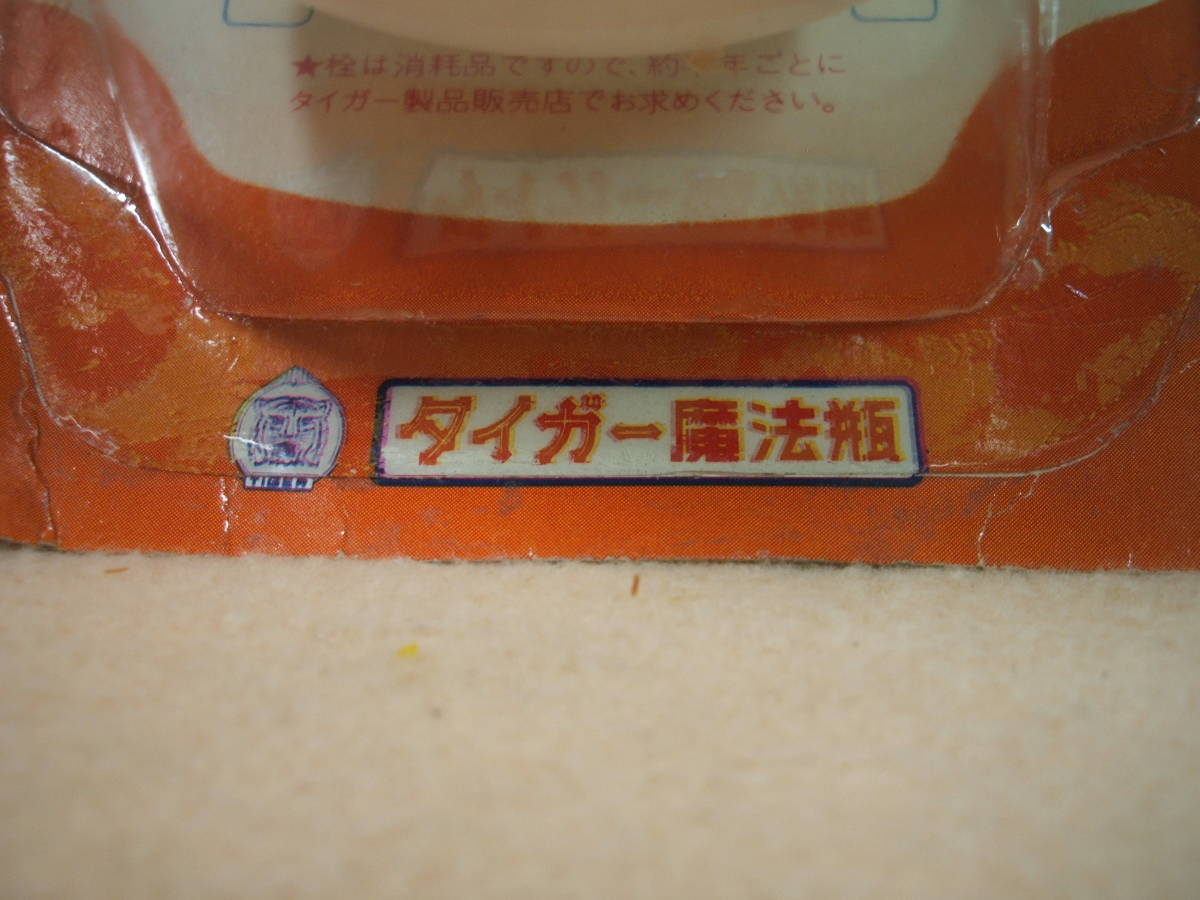 ★栓は消耗品ですので、約 年ごとに
タイガー製品販売店でお求めください。
TIGER
タイガー魔法瓶